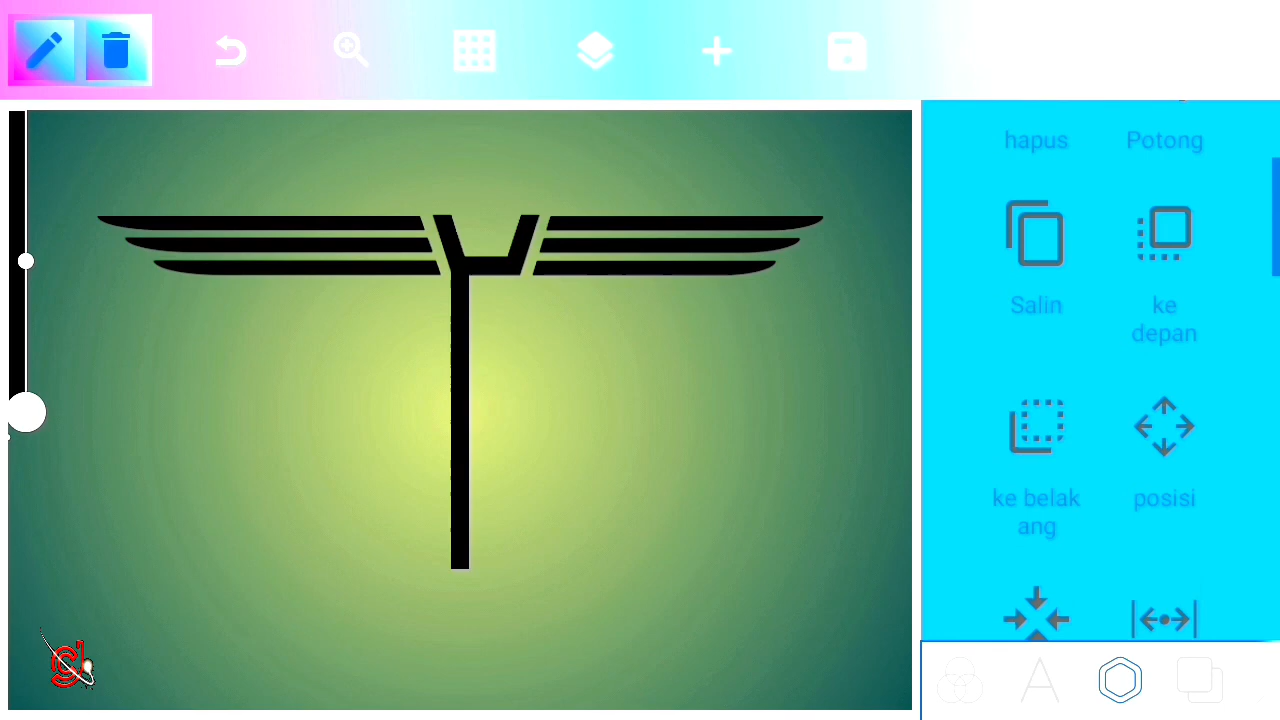 hapus Potong
Salin ke
depan
ke belak posisi
ang